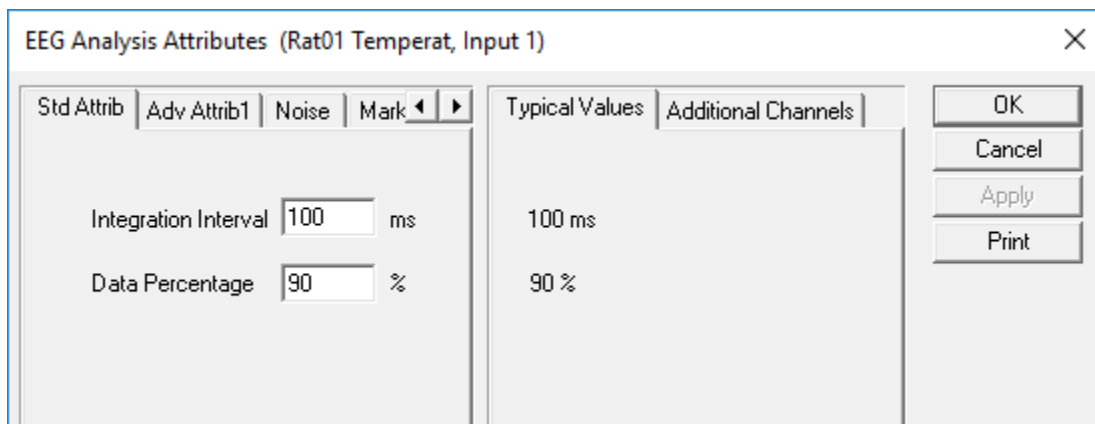 EEG Analysis Attributes (Rat01 Temperat, Input 1)
Std Attrib Adv Attrib1 Noise Mark Typical Values Additional Channels OK
Cancel
Apply
Print
Integration Interval 100 ms 100 ms
Data Percentage 90 % 90 %